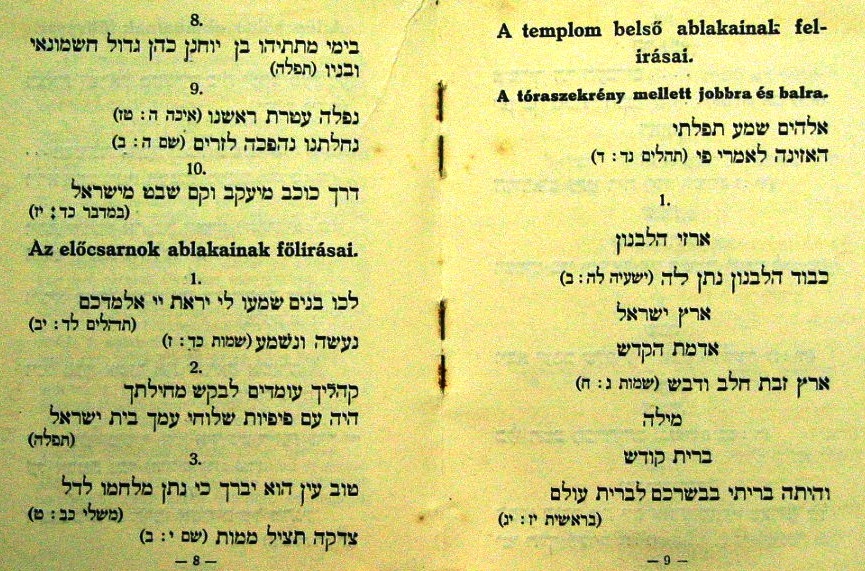 8.
בימי מתתיהו בן יוחנן כהן גדול חשמונאי
ובניו (תפלה)
9.
נפלה עטרת ראשנו (איכה ה: טז)
נחלתנו נהפכה לזרים (שם ה: ב)
10.
דרך כוכב מיעקב וקם שבט מישראל
(במדבר כד: יז)
Az előcsarnok ablakainak fölirásai.
1.
לכו בנים שמעו לי יראת יי אלמדכם
(תהלים לד: יב)
נעשה ונשמע (שמות כד: ז)
2.
קהליך עומדים לבקש מחילתך
היה עם פיפיות שלוחי עמך בית ישראל
(תפלה)
3.
טוב עין הוא יברך כי נתן מלחמו לדל
(משלי כב: ט)
צדקה תציל ממות (שם י: ב)
— 8 —
A templom belső ablakainak fel-
irásai.
A tóraszekrény mellett jobbra és balra.
אלהים שמע תפלתי
האזינה לאמרי פי (תהלים נד: ד)
1.
ארזי הלבנון
כבוד הלבנון נתן לה (ישעיה לה: ב)
ארץ ישראל
אדמת הקדש
ארץ זבת חלב ודבש (שמות ג: ח)
מילה
ברית קודש
והיתה בריתי בבשרכם לברית עולם
(בראשית יז: יג)
— 9 —